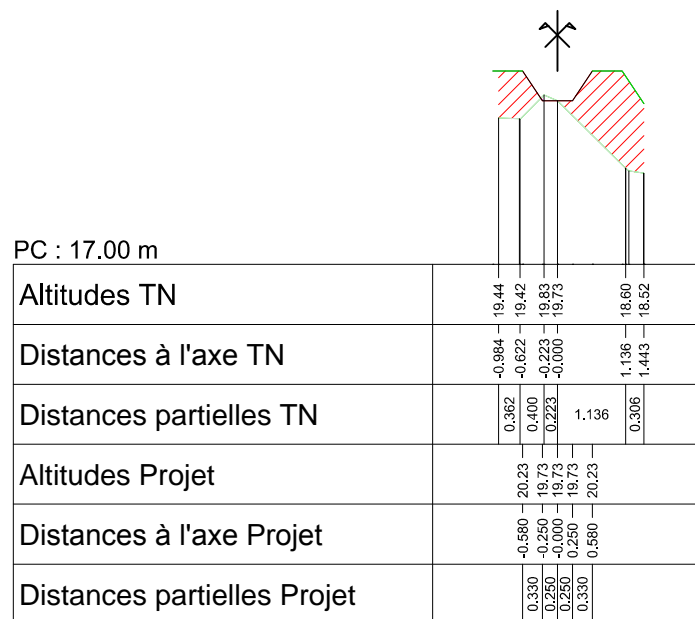 PC : 17.00 m
Altitudes TN 19.44 19.42 19.83 19.73 18.60 18.52
Distances à l'axe TN -0.984 -0.622 -0.223 -0.000 1.136 1.443
Distances partielles TN 0.362 0.400 0.223 1.136 0.306
Altitudes Projet 20.23 19.73 19.73 19.73 20.23
Distances à l'axe Projet -0.580 -0.250 -0.000 0.250 0.580
Distances partielles Projet 0.330 0.250 0.250 0.330